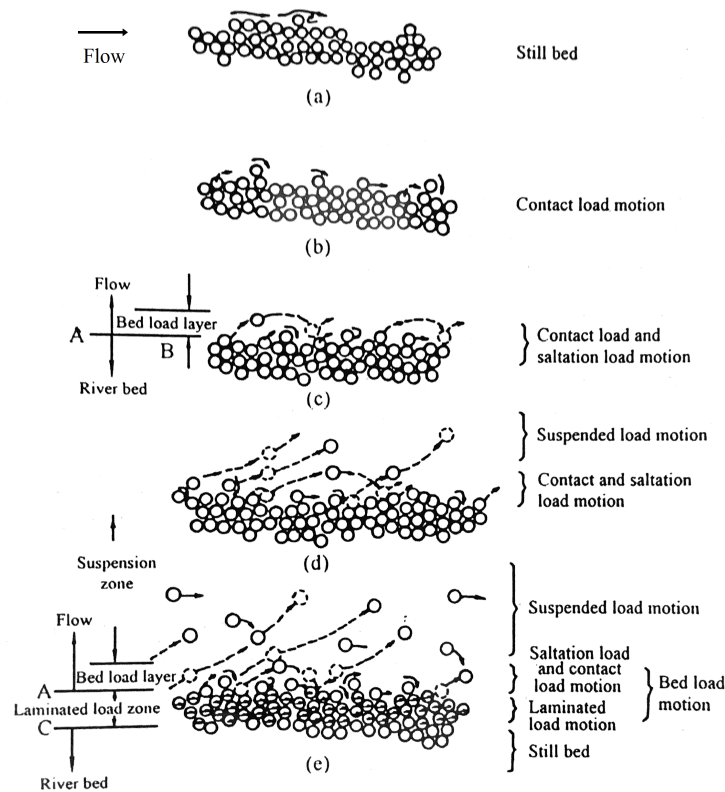 Flow
Still bed
(a)
Contact load motion
(b)
Flow
Bed load layer
A
B
River bed
Contact load and
saltation load motion
(c)
Suspended load motion
Contact and saltation
load motion
(d)
Suspension
zone
Flow
Bed load layer
A
Laminated load zone
C
River bed
Suspended load motion
Saltation load
and contact
load motion
Laminated
load motion
Bed load
motion
Still bed
(e)